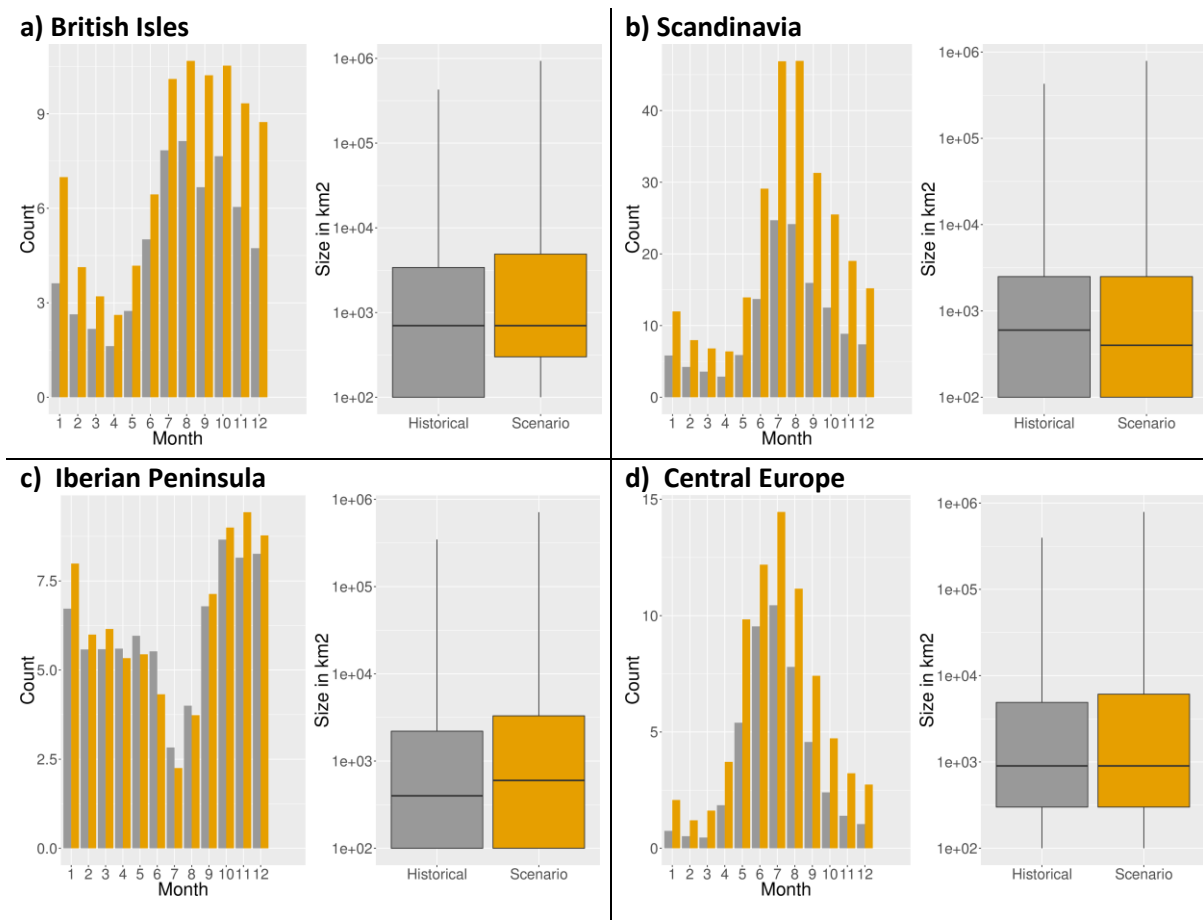 a) British Isles
Count
9
6
3
0
1 2 3 4 5 6 7 8 9 10 11 12
Month
Size in km2
1e+06
1e+05
1e+04
1e+03
1e+02
Historical Scenario
b) Scandinavia
Count
40
30
20
10
0
1 2 3 4 5 6 7 8 9 10 11 12
Month
Size in km2
1e+06
1e+05
1e+04
1e+03
1e+02
Historical Scenario
c) Iberian Peninsula
Count
7.5
5.0
2.5
0.0
1 2 3 4 5 6 7 8 9 10 11 12
Month
Size in km2
1e+06
1e+05
1e+04
1e+03
1e+02
Historical Scenario
d) Central Europe
Count
15
10
5
0
1 2 3 4 5 6 7 8 9 10 11 12
Month
Size in km2
1e+06
1e+05
1e+04
1e+03
1e+02
Historical Scenario